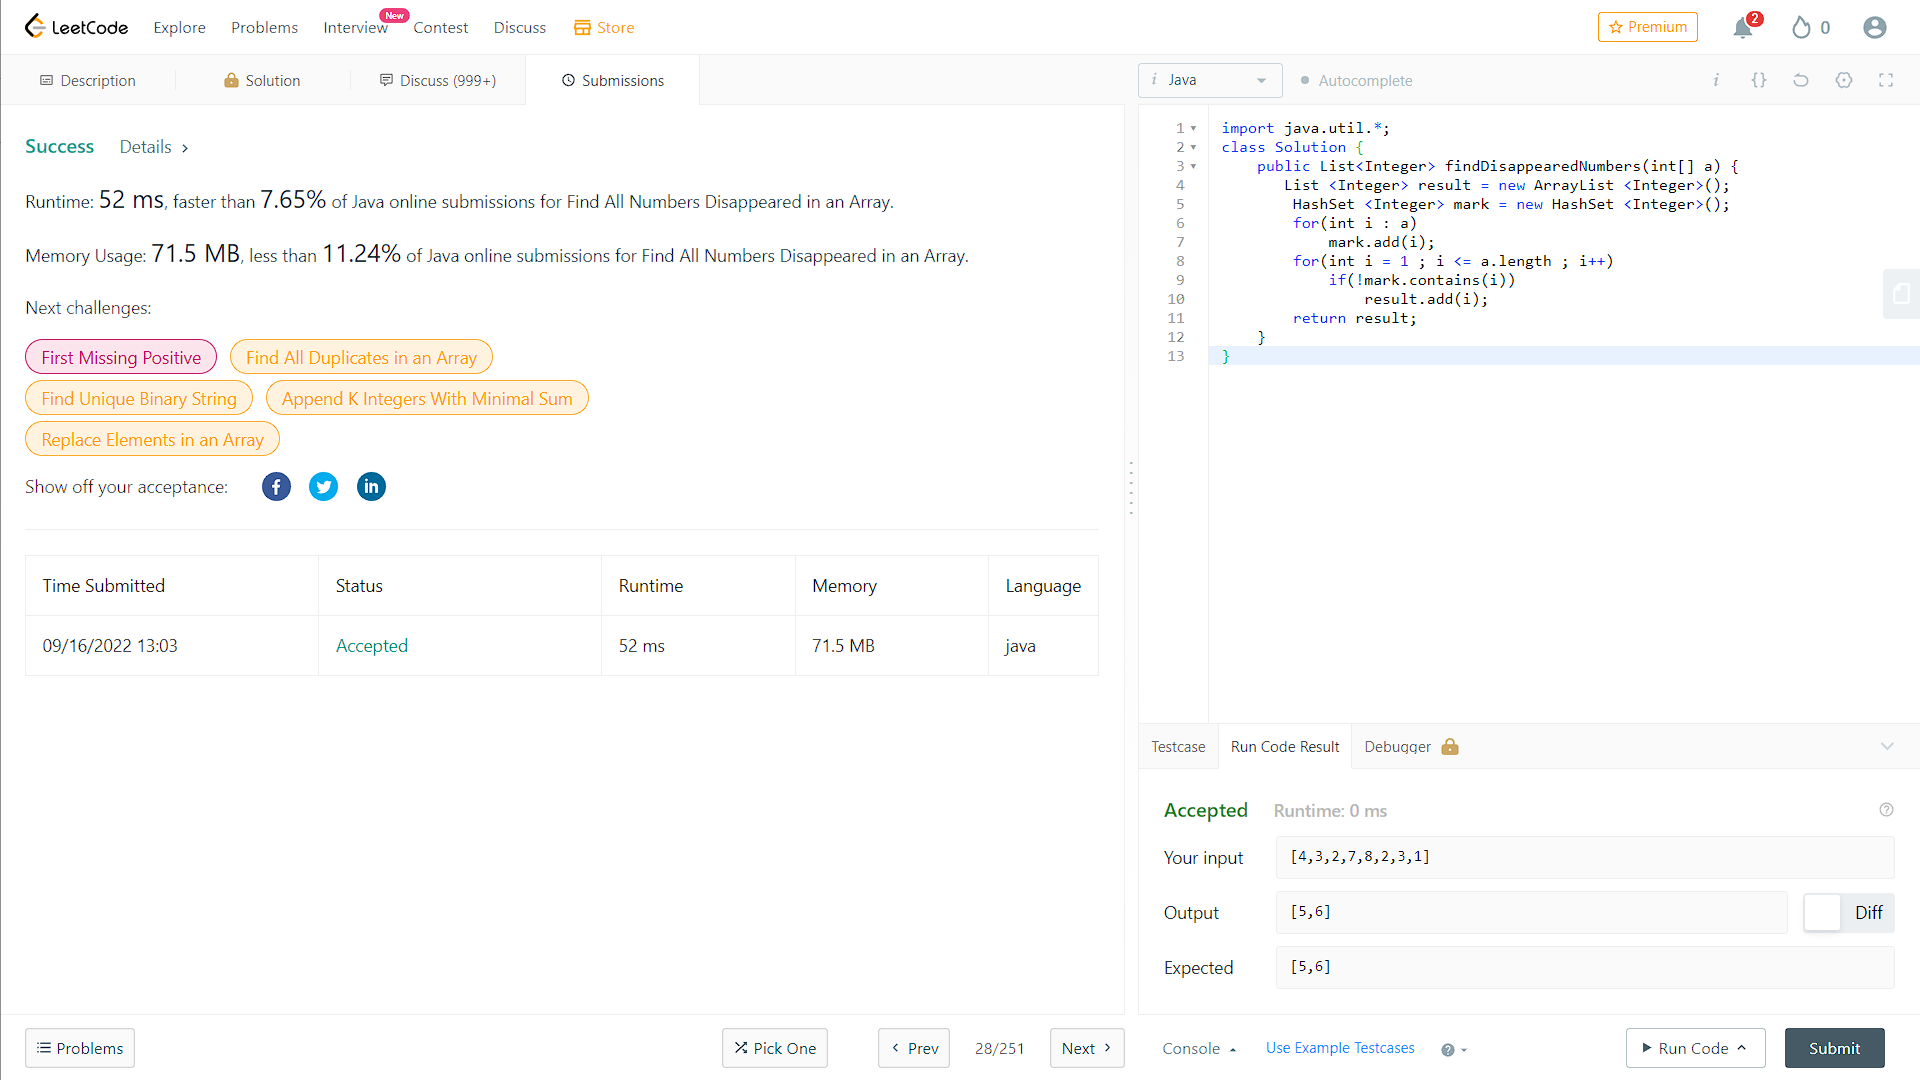 LeetCode Explore Problems Interview New Contest Discuss Store Premium 2 0
Description Solution Discuss (999+) Submissions
Success Details >
Runtime: 52 ms, faster than 7.65% of Java online submissions for Find All Numbers Disappeared in an Array.
Memory Usage: 71.5 MB, less than 11.24% of Java online submissions for Find All Numbers Disappeared in an Array.
Next challenges:
First Missing Positive Find All Duplicates in an Array
Find Unique Binary String Append K Integers With Minimal Sum
Replace Elements in an Array
Show off your acceptance:
Time Submitted Status Runtime Memory Language
09/16/2022 13:03 Accepted 52 ms 71.5 MB java
i Java Autocomplete i {}
1 import java.util.*;
2 class Solution {
3 public List<Integer> findDisappearedNumbers(int[] a) {
4 List <Integer> result = new ArrayList <Integer>();
5 HashSet <Integer> mark = new HashSet <Integer>();
6 for(int i : a)
7 mark.add(i);
8 for(int i = 1 ; i <= a.length ; i++)
9 if(!mark.contains(i))
10 result.add(i);
11 return result;
12 }
13 }
Testcase Run Code Result Debugger
Accepted Runtime: 0 ms
Your input [4,3,2,7,8,2,3,1]
Output [5,6] Diff
Expected [5,6]
Problems Pick One < Prev 28/251 Next > Console Use Example Testcases Run Code Submit